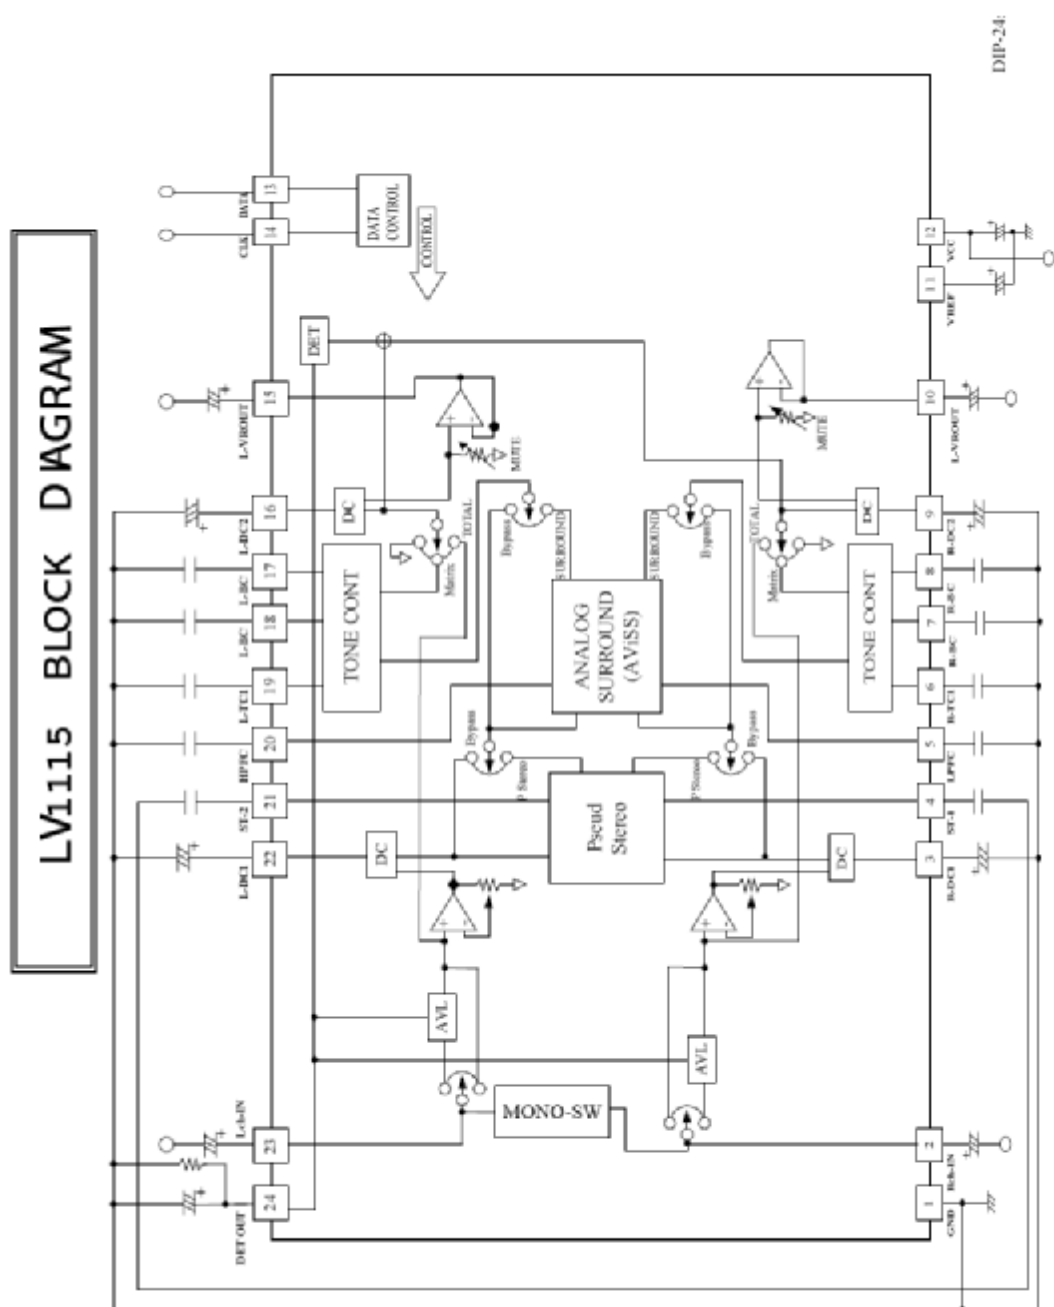 LV1115 BLOCK DIAGRAM
DIP-24:
DET OUT
24
Lch-IN
23
L-DC1
22
ST-2
21
HPFC
20
L-TC1
19
L-BC
18
L-BC
17
L-DC2
16
L-VROUT
15
CLK
14
DATA
13
DATA
CONTROL
CONTROL
DET
MUTE
DC
TONE CONT
TOTAL
Matrix
Bypass
SURROUND
ANALOG
SURROUND
(AViSS)
SURROUND
Bypass
TOTAL
Matrix
MUTE
DC
TONE CONT
Bypass
P Stereo
Pseud
Stereo
P Stereo
Bypass
DC
DC
AVL
AVL
MONO-SW
1
GND
2
Rch-IN
3
R-DC1
4
ST-1
5
LPFC
6
R-TC1
7
R-BC
8
R-BC
9
R-DC2
10
L-VROUT
11
VREF
12
VCC